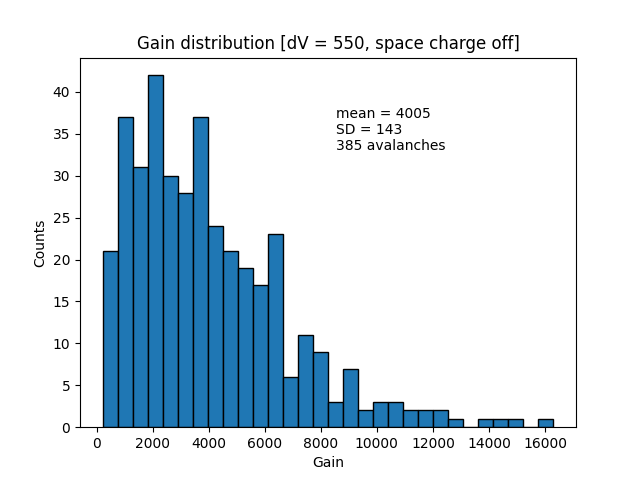 Gain distribution [dV = 550, space charge off]
mean = 4005
SD = 143
385 avalanches
Counts
40
35
30
25
20
15
10
5
0
0 2000 4000 6000 8000 10000 12000 14000 16000
Gain